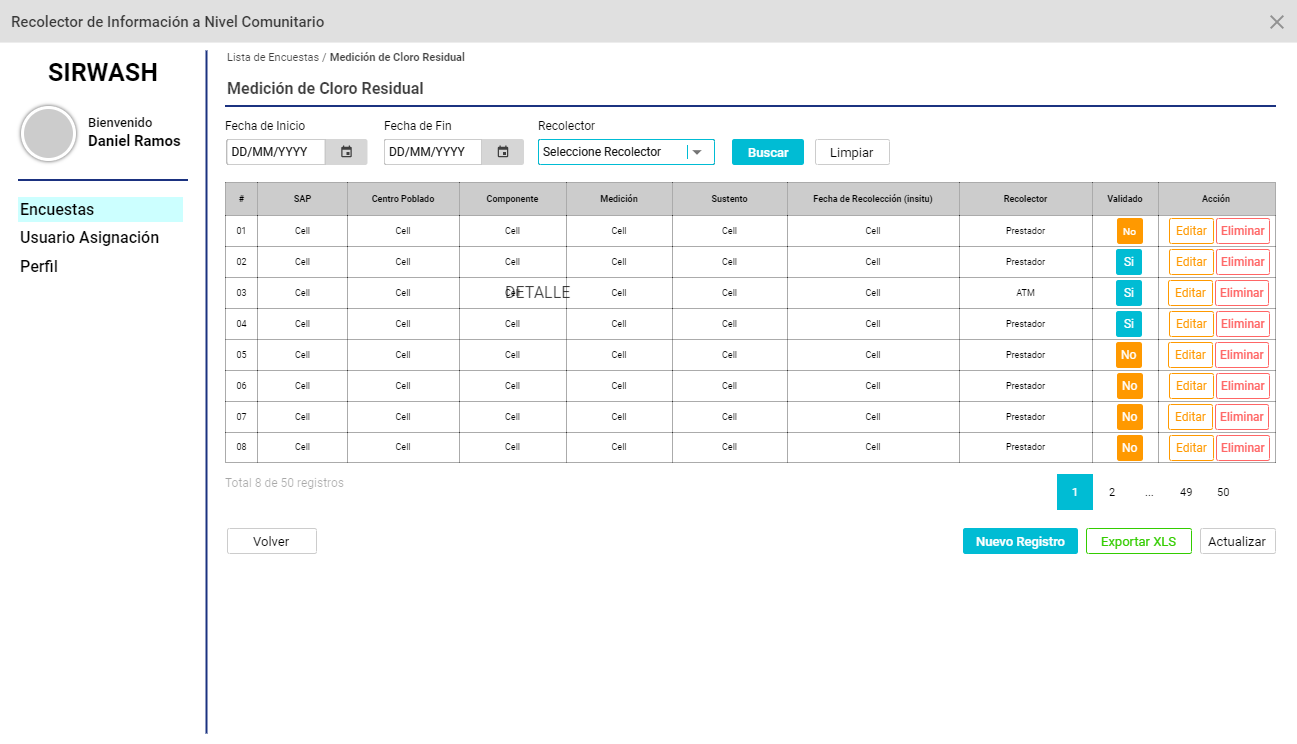 Recolector de Información a Nivel Comunitario
SIRWASH
Bienvenido
Daniel Ramos
Encuestas
Usuario Asignación
Perfil
Lista de Encuestas / Medición de Cloro Residual
Medición de Cloro Residual
Fecha de Inicio Fecha de Fin Recolector
DD/MM/YYYY DD/MM/YYYY Seleccione Recolector Buscar Limpiar
# SAP Centro Poblado Componente Medición Sustento Fecha de Recolección (insitu) Recolector Validado Acción
01 Cell Cell Cell Cell Cell Cell Prestador No Editar Eliminar
02 Cell Cell Cell Cell Cell Cell Prestador Si Editar Eliminar
03 Cell Cell Cell DETALLE Cell Cell Cell ATM Si Editar Eliminar
04 Cell Cell Cell Cell Cell Cell Prestador Si Editar Eliminar
05 Cell Cell Cell Cell Cell Cell Prestador No Editar Eliminar
06 Cell Cell Cell Cell Cell Cell Prestador No Editar Eliminar
07 Cell Cell Cell Cell Cell Cell Prestador No Editar Eliminar
08 Cell Cell Cell Cell Cell Cell Prestador No Editar Eliminar
Total 8 de 50 registros
1 2 ... 49 50
Volver Nuevo Registro Exportar XLS Actualizar